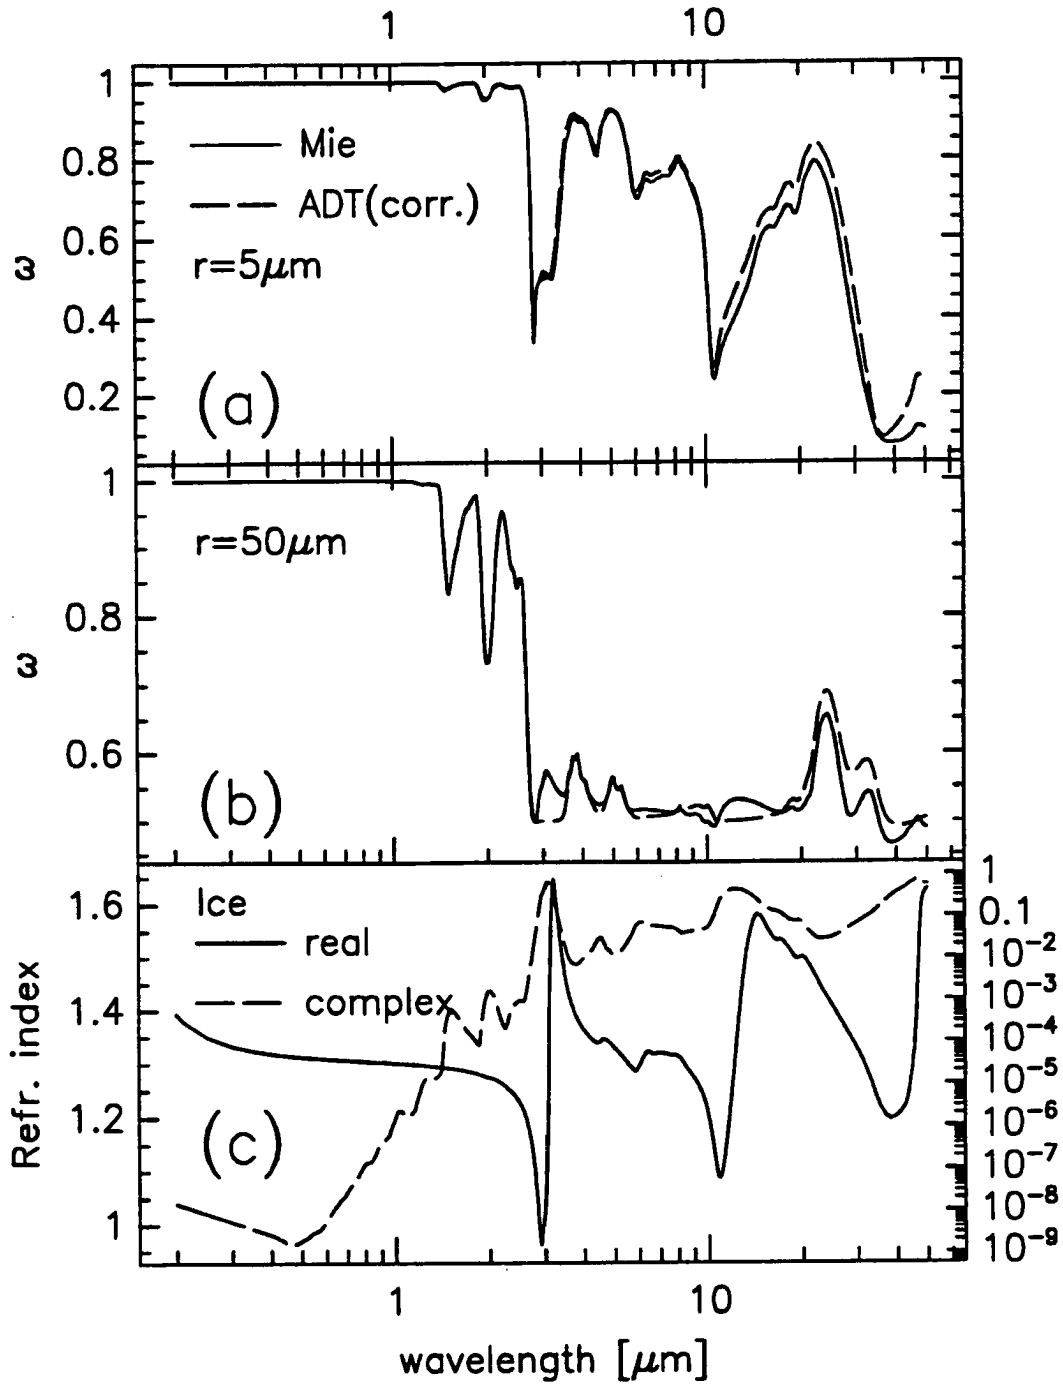 1 10
1
0.8
0.6
0.4
0.2
ω
Mie
ADT(corr.)
r=5μm
(a)
1
0.8
0.6
ω
r=50μm
(b)
1.6
1.4
1.2
1
Refr. index
Ice
real
complex
(c)
1
0.1
10⁻²
10⁻³
10⁻⁴
10⁻⁵
10⁻⁶
10⁻⁷
10⁻⁸
10⁻⁹
1 10
wavelength [μm]